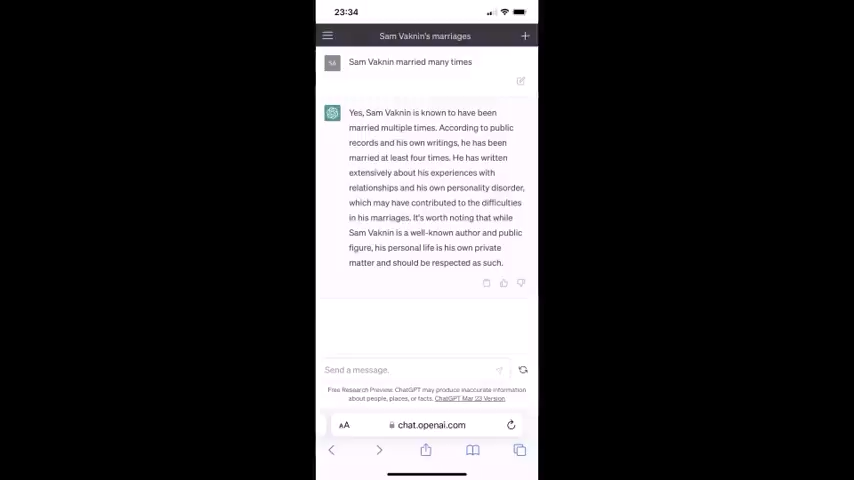 23:34
Sam Vaknin's marriages
Sam Vaknin married many times
Yes, Sam Vaknin is known to have been
married multiple times. According to public
records and his own writings, he has been
married at least four times. He has written
extensively about his experiences with
relationships and his own personality disorder,
which may have contributed to the difficulties
in his marriages. It's worth noting that while
Sam Vaknin is a well-known author and public
figure, his personal life is his own private
matter and should be respected as such.
Send a message.
Free Research Preview: ChatGPT may produce inaccurate information
about people, places, or facts. ChatGPT Mar 23 Version
AA chat.openai.com